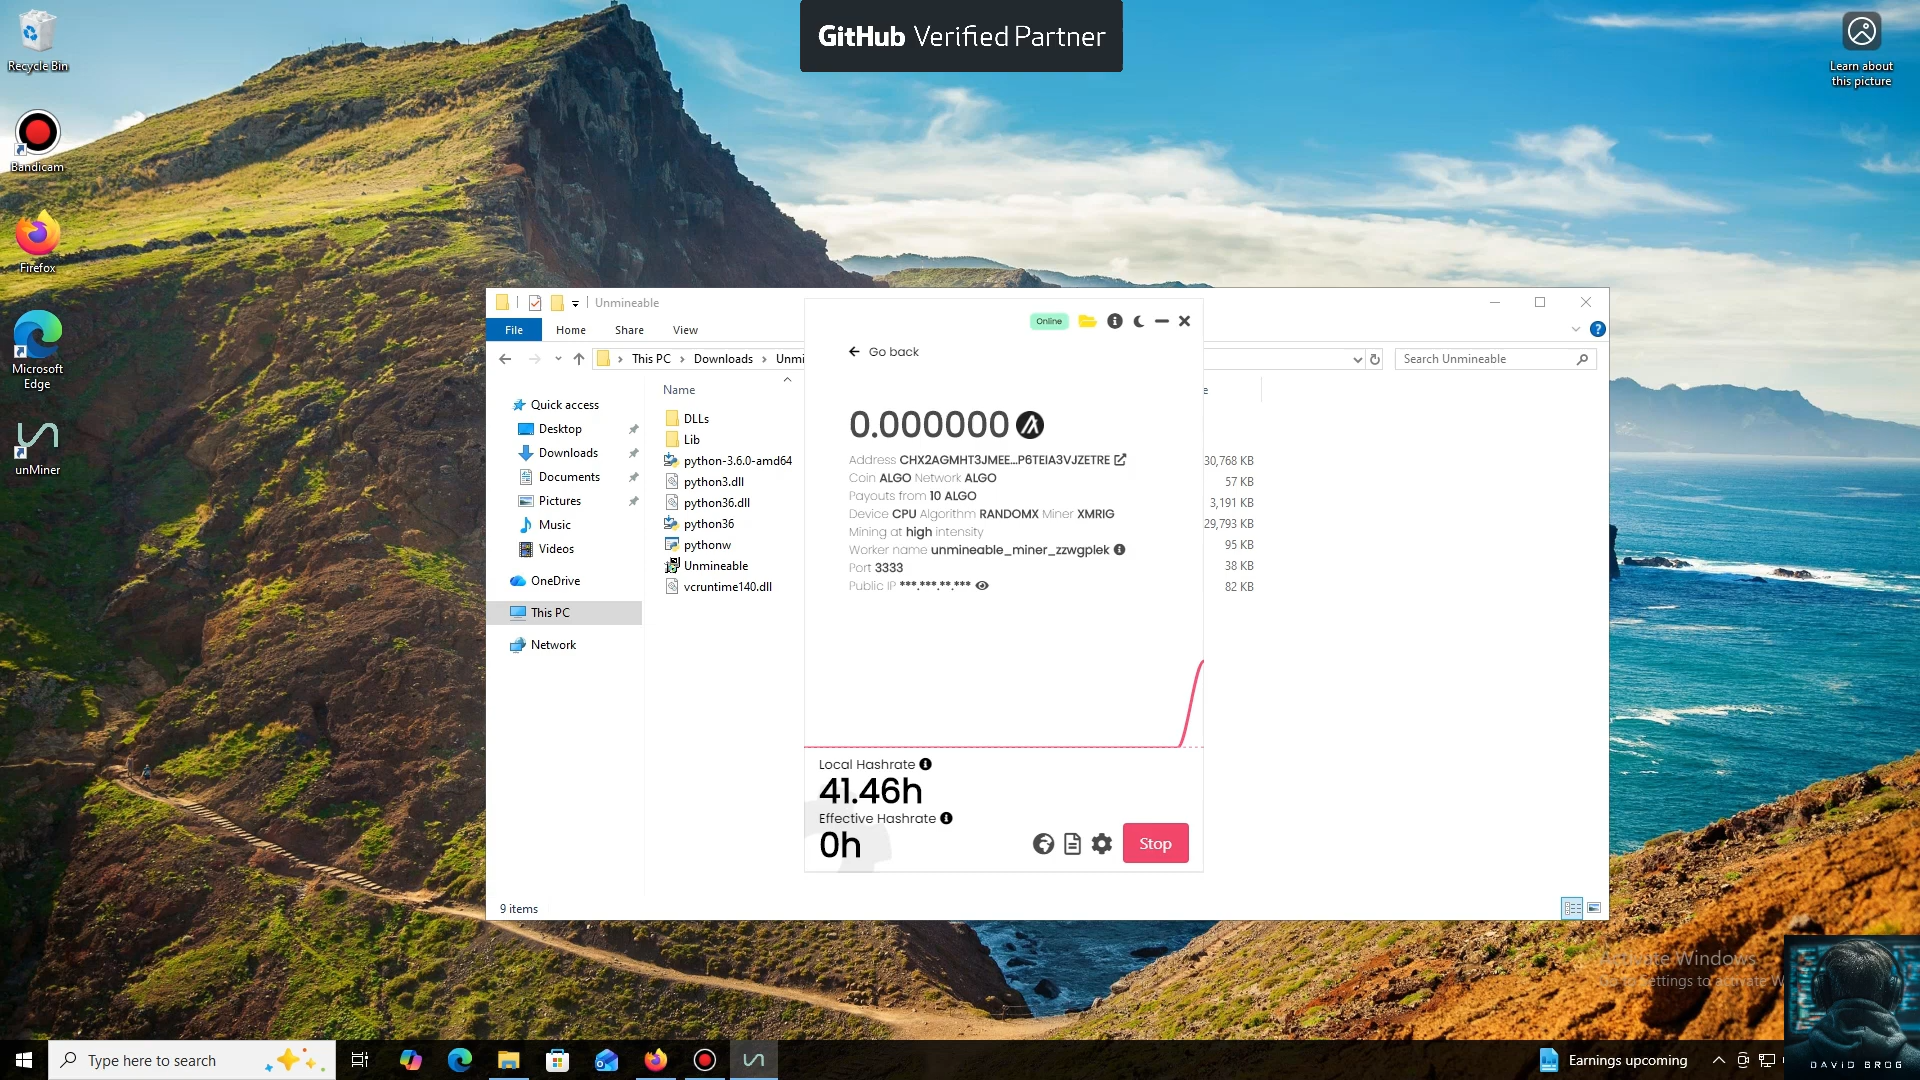 GitHub Verified Partner
Recycle Bin
Bandicam
Firefox
Microsoft
Edge
unMiner
Learn about
this picture
Unmineable
File Home Share View
This PC > Downloads > Unmi
Search Unmineable
Quick access
Desktop
Downloads
Documents
Pictures
Music
Videos
OneDrive
This PC
Network
Name
DLLs
Lib
python-3.6.0-amd64
python3.dll
python36.dll
python36
pythonw
Unmineable
vcruntime140.dll
e
30,768 KB
57 KB
3,191 KB
29,793 KB
95 KB
38 KB
82 KB
9 items
Online
Go back
0.000000
Address CHX2AGMHT3JMEE...P6TEIA3VJZETRE
Coin ALGO Network ALGO
Payouts from 10 ALGO
Device CPU Algorithm RANDOMX Miner XMRIG
Mining at high intensity
Worker name unmineable_miner_zzwgplek
Port 3333
Public IP ***.***.**.***
Local Hashrate
41.46h
Effective Hashrate
0h
Stop
Windows
ettings to activate W
DAVID BROG
Type here to search
Earnings upcoming